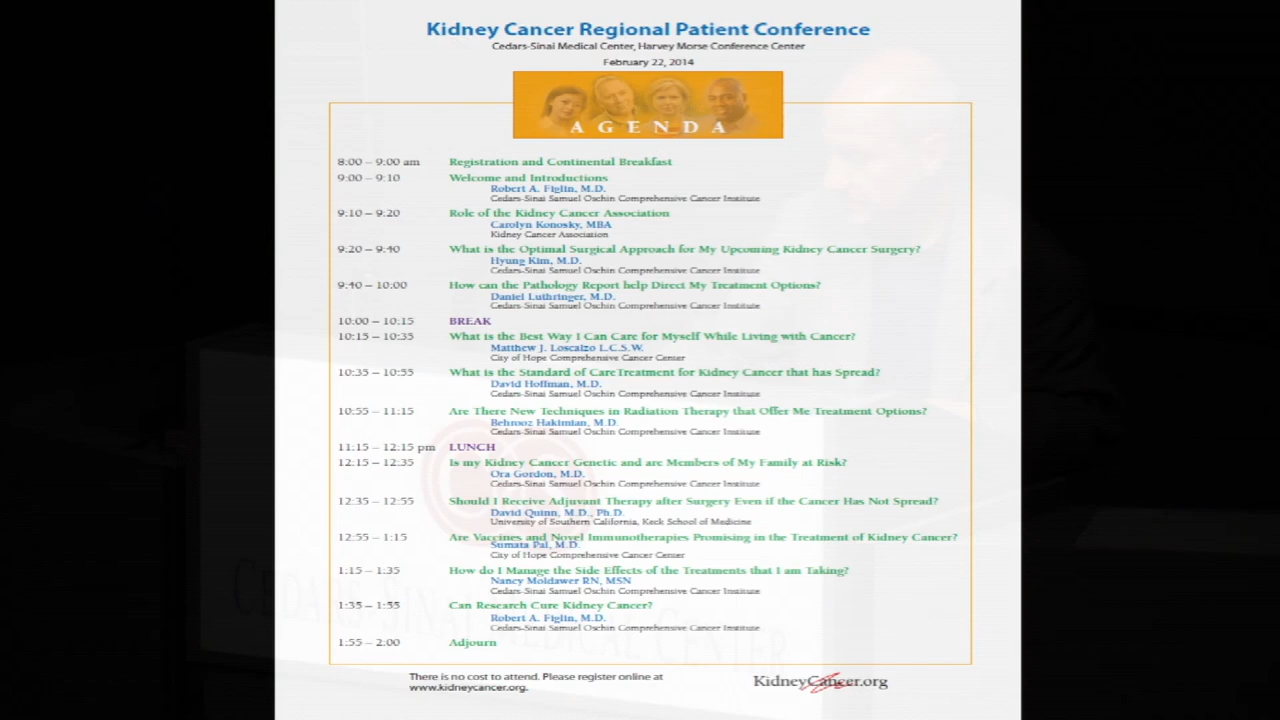 Kidney Cancer Regional Patient Conference
Cedars-Sinai Medical Center, Harvey Morse Conference Center
February 22, 2014
AGENDA
8:00 – 9:00 am Registration and Continental Breakfast
9:00 – 9:10 Welcome and Introductions
Robert A. Figlin, M.D.
Cedars-Sinai Samuel Oschin Comprehensive Cancer Institute
9:10 – 9:20 Role of the Kidney Cancer Association
Carolyn Konosky, MBA
Kidney Cancer Association
9:20 – 9:40 What is the Optimal Surgical Approach for My Upcoming Kidney Cancer Surgery?
Hyung Kim, M.D.
Cedars-Sinai Samuel Oschin Comprehensive Cancer Institute
9:40 – 10:00 How can the Pathology Report help Direct My Treatment Options?
Daniel Luthringer, M.D.
Cedars-Sinai Samuel Oschin Comprehensive Cancer Institute
10:00 – 10:15 BREAK
10:15 – 10:35 What is the Best Way I Can Care for Myself While Living with Cancer?
Matthew J. Loscalzo L.C.S.W.
City of Hope Comprehensive Cancer Center
10:35 – 10:55 What is the Standard of CareTreatment for Kidney Cancer that has Spread?
David Hoffman, M.D.
Cedars-Sinai Samuel Oschin Comprehensive Cancer Institute
10:55 – 11:15 Are There New Techniques in Radiation Therapy that Offer Me Treatment Options?
Behrooz Hakimian, M.D.
Cedars-Sinai Samuel Oschin Comprehensive Cancer Institute
11:15 – 12:15 pm LUNCH
12:15 – 12:35 Is my Kidney Cancer Genetic and are Members of My Family at Risk?
Ora Gordon, M.D.
Cedars-Sinai Samuel Oschin Comprehensive Cancer Institute
12:35 – 12:55 Should I Receive Adjuvant Therapy after Surgery Even if the Cancer Has Not Spread?
David Quinn, M.D., Ph.D.
University of Southern California, Keck School of Medicine
12:55 – 1:15 Are Vaccines and Novel Immunotherapies Promising in the Treatment of Kidney Cancer?
Sumata Pal, M.D.
City of Hope Comprehensive Cancer Center
1:15 – 1:35 How do I Manage the Side Effects of the Treatments that I am Taking?
Nancy Moldawer RN, MSN
Cedars-Sinai Samuel Oschin Comprehensive Cancer Institute
1:35 – 1:55 Can Research Cure Kidney Cancer?
Robert A. Figlin, M.D.
Cedars-Sinai Samuel Oschin Comprehensive Cancer Institute
1:55 – 2:00 Adjourn
CEDARS-SINAI MEDICAL CENTER
There is no cost to attend. Please register online at
www.kidneycancer.org.
KidneyCancer.org